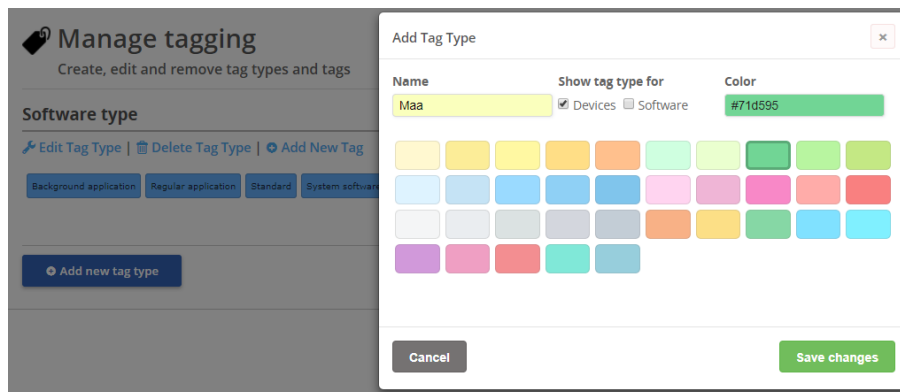 Manage tagging
Create, edit and remove tag types and tags
Software type
Edit Tag Type | Delete Tag Type | Add New Tag
Background application Regular application Standard System software
Add new tag type
Add Tag Type ×
Name Show tag type for Color
Maa Devices Software #71d595
Cancel Save changes